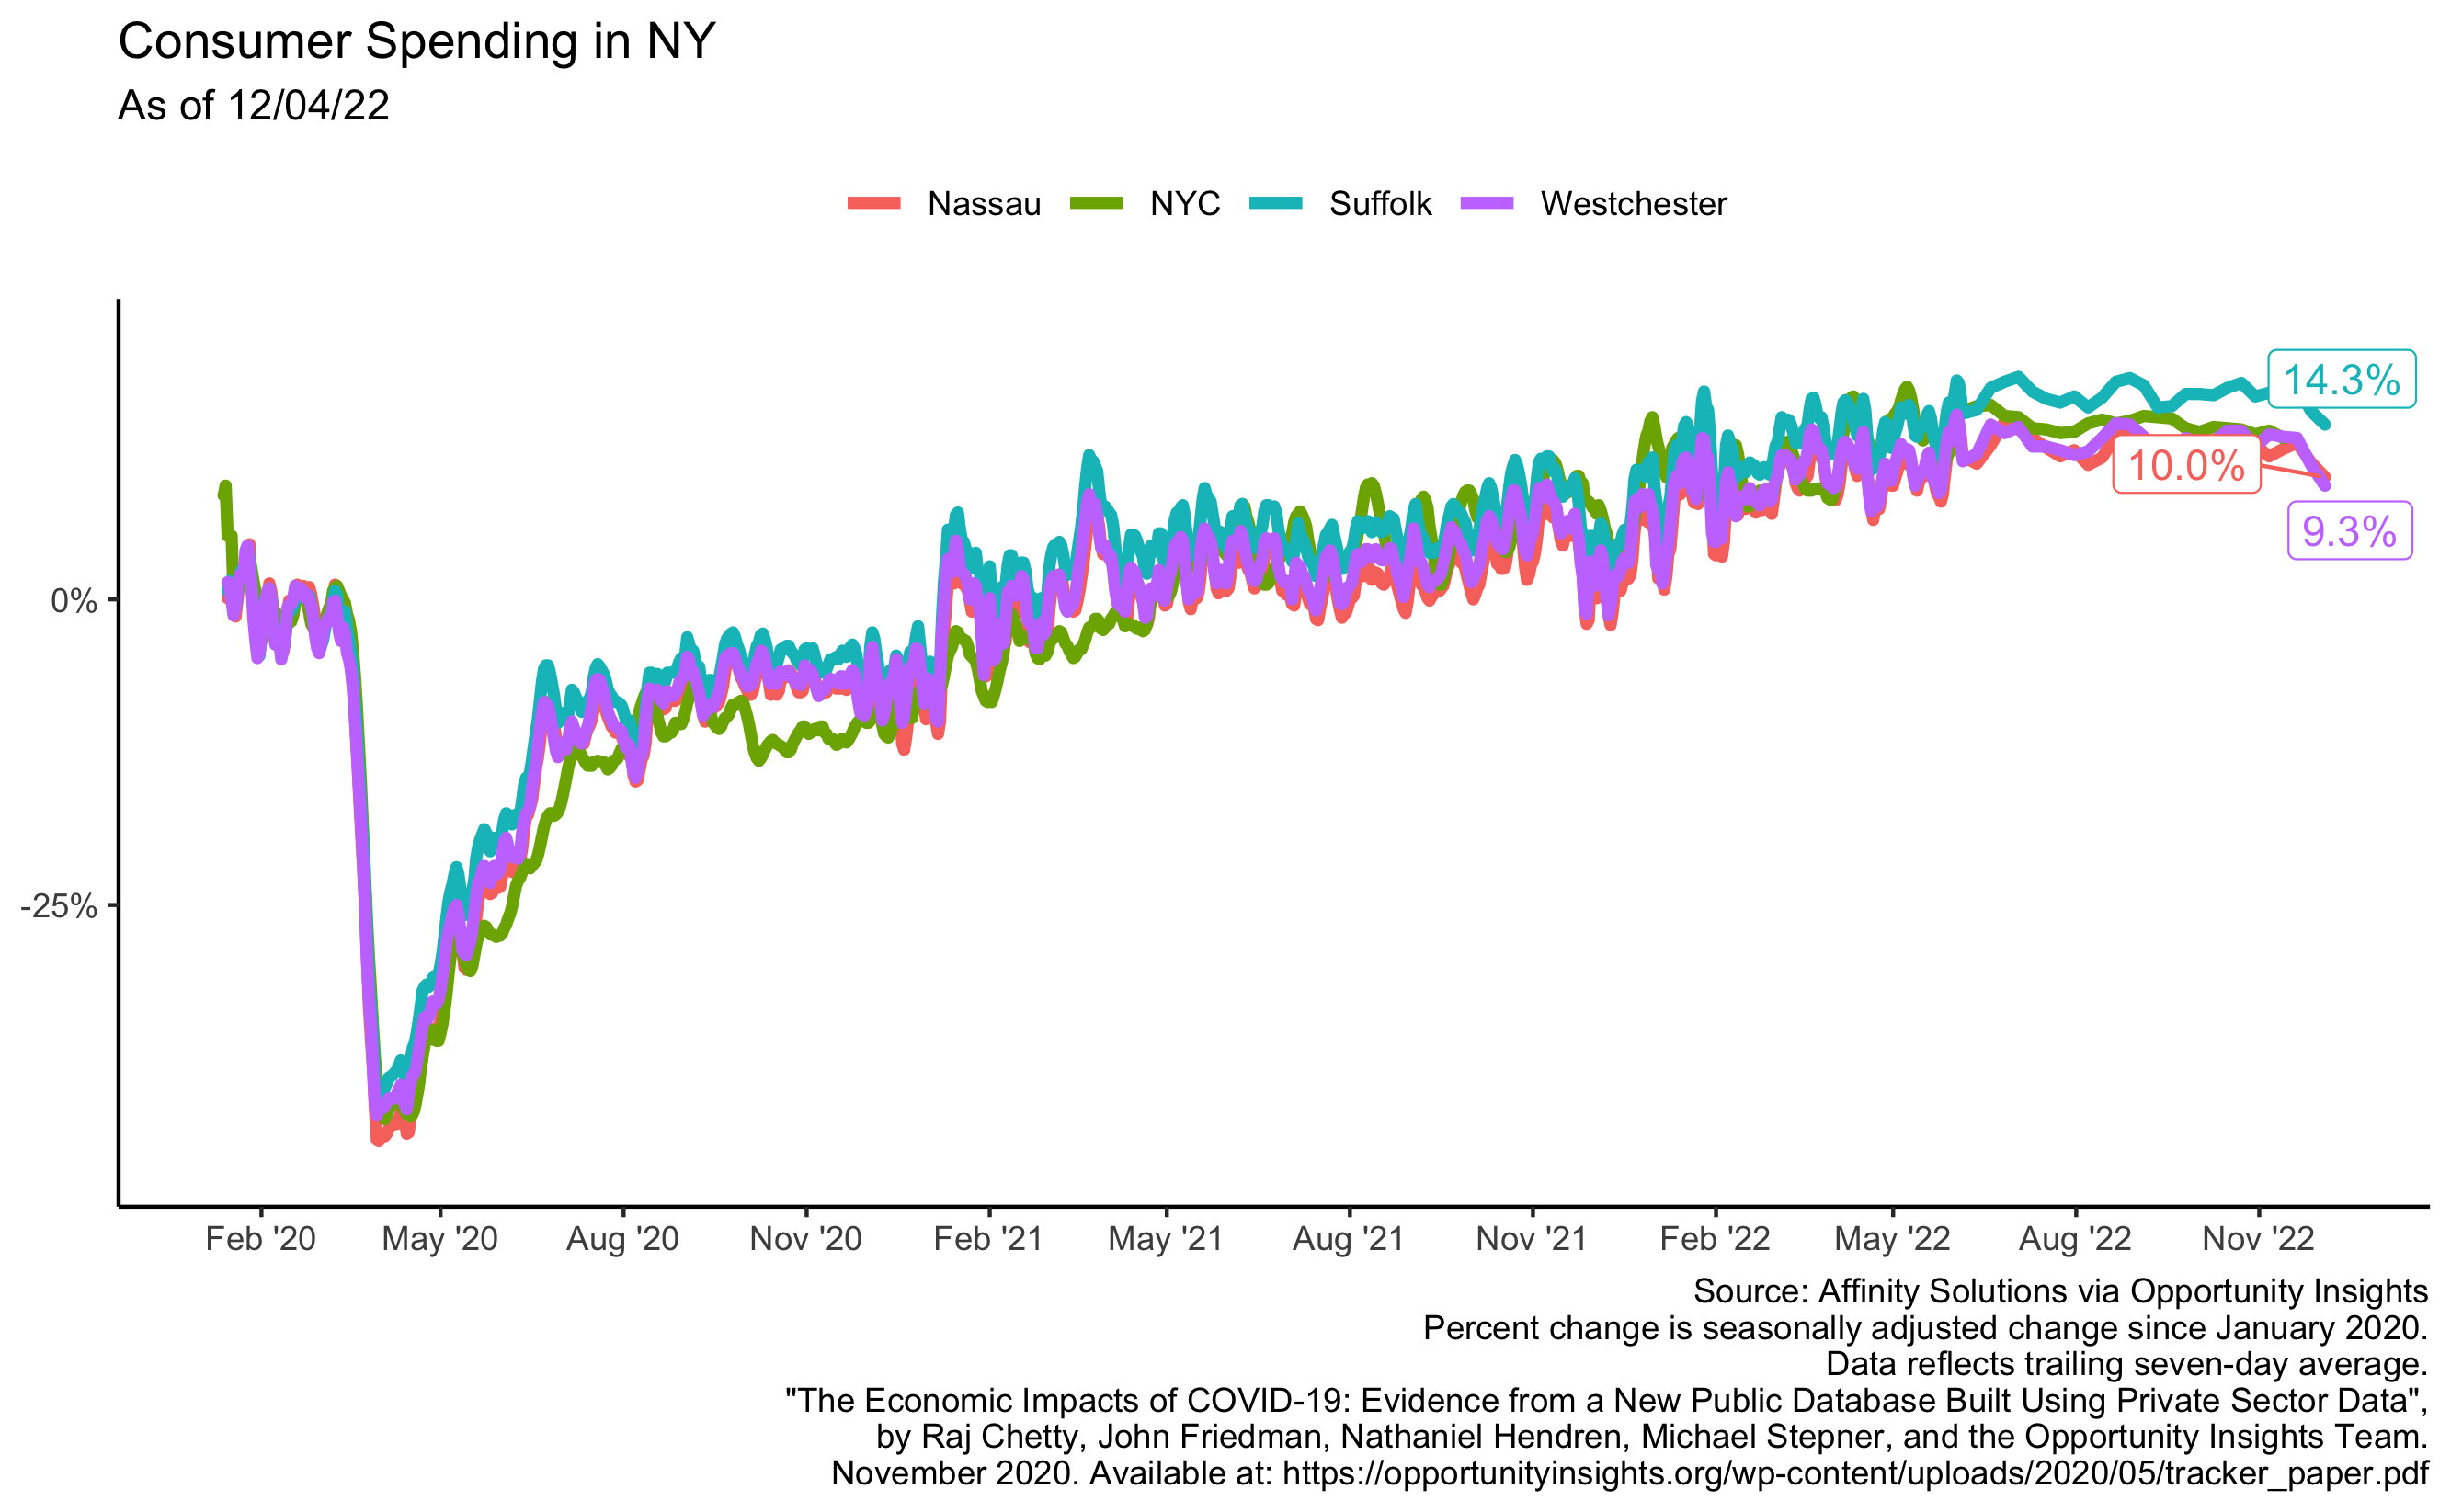 Consumer Spending in NY
As of 12/04/22
Nassau NYC Suffolk Westchester
14.3%
10.0%
9.3%
0%
-25%
Feb '20 May '20 Aug '20 Nov '20 Feb '21 May '21 Aug '21 Nov '21 Feb '22 May '22 Aug '22 Nov '22
Source: Affinity Solutions via Opportunity Insights
Percent change is seasonally adjusted change since January 2020.
Data reflects trailing seven-day average.
"The Economic Impacts of COVID-19: Evidence from a New Public Database Built Using Private Sector Data",
by Raj Chetty, John Friedman, Nathaniel Hendren, Michael Stepner, and the Opportunity Insights Team.
November 2020. Available at: https://opportunityinsights.org/wp-content/uploads/2020/05/tracker_paper.pdf